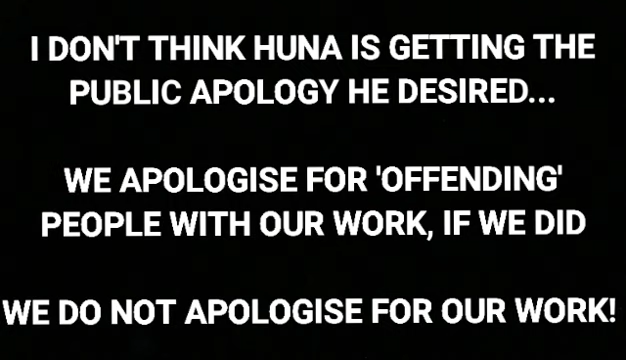 I DON'T THINK HUNA IS GETTING THE
PUBLIC APOLOGY HE DESIRED...
WE APOLOGISE FOR 'OFFENDING'
PEOPLE WITH OUR WORK, IF WE DID
WE DO NOT APOLOGISE FOR OUR WORK!